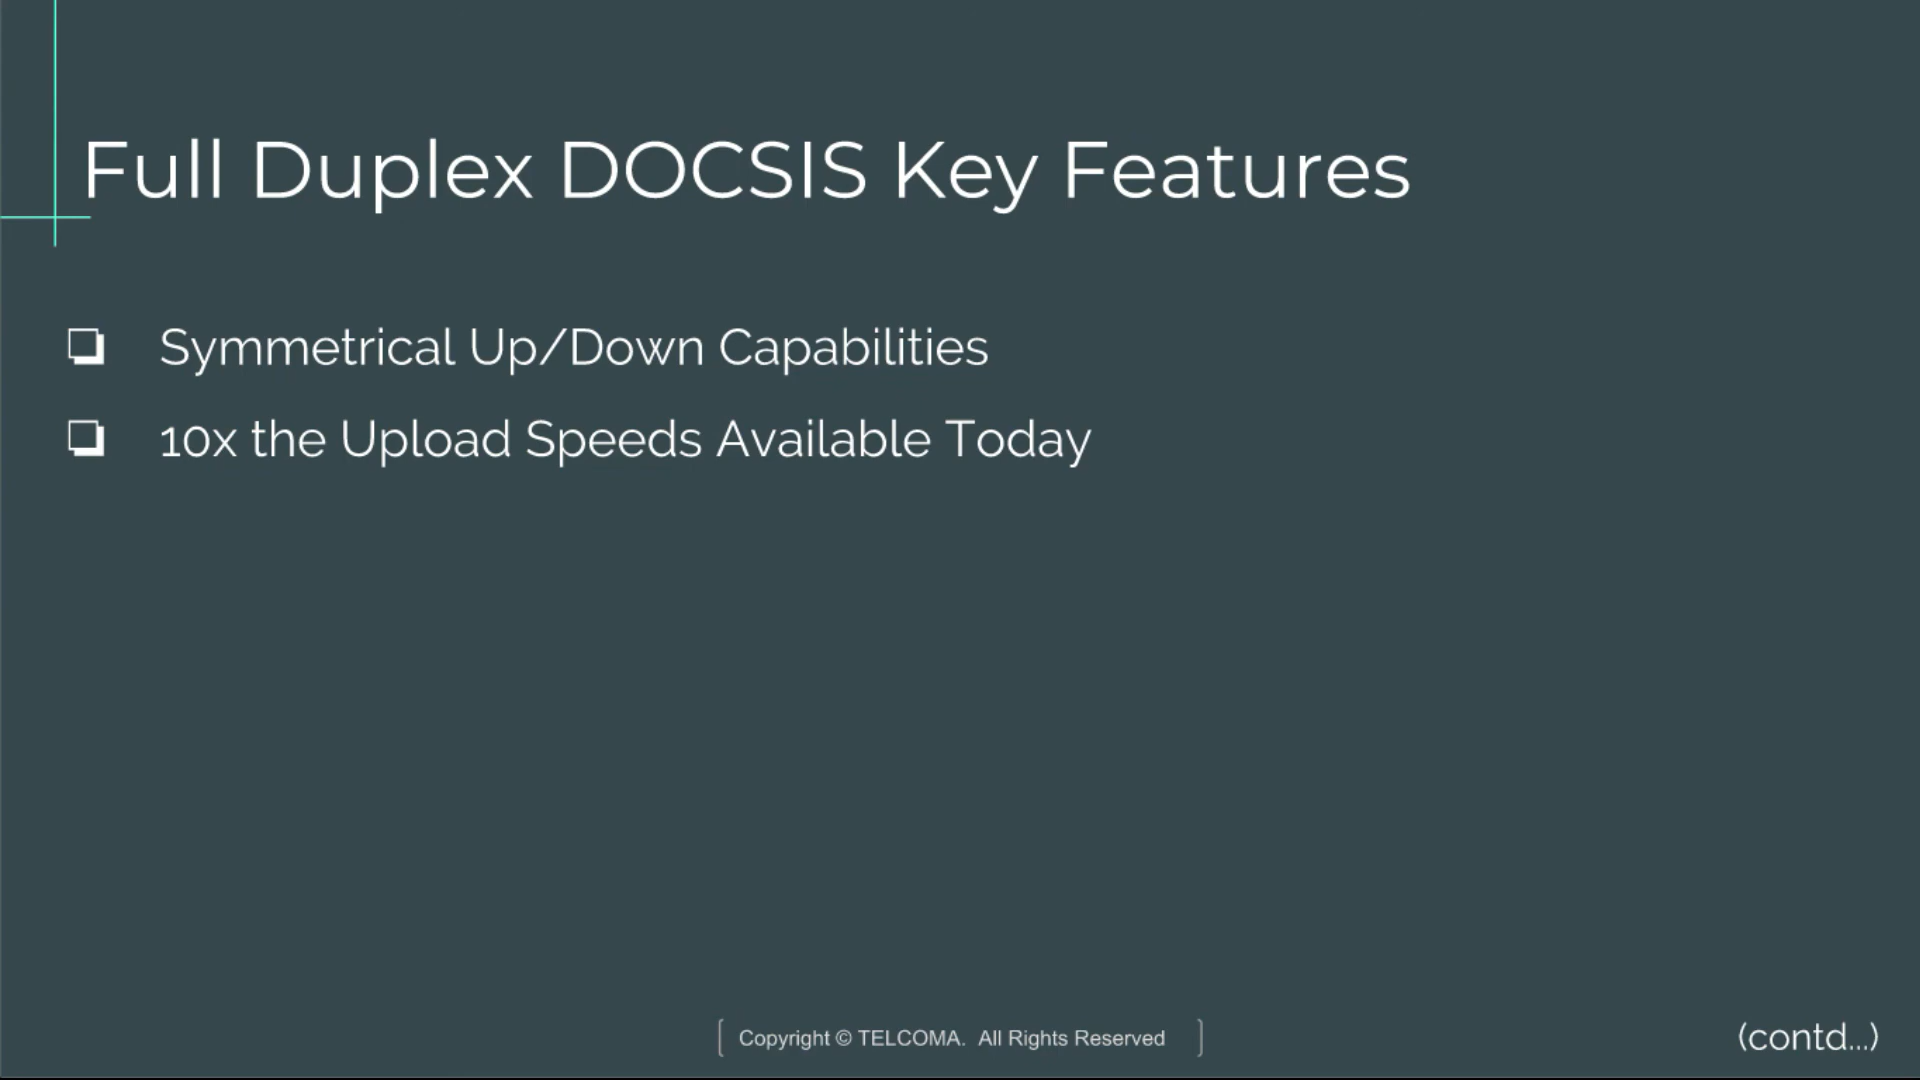 Full Duplex DOCSIS Key Features
❏ Symmetrical Up/Down Capabilities
❏ 10x the Upload Speeds Available Today
[ Copyright © TELCOMA. All Rights Reserved ]
(contd...)